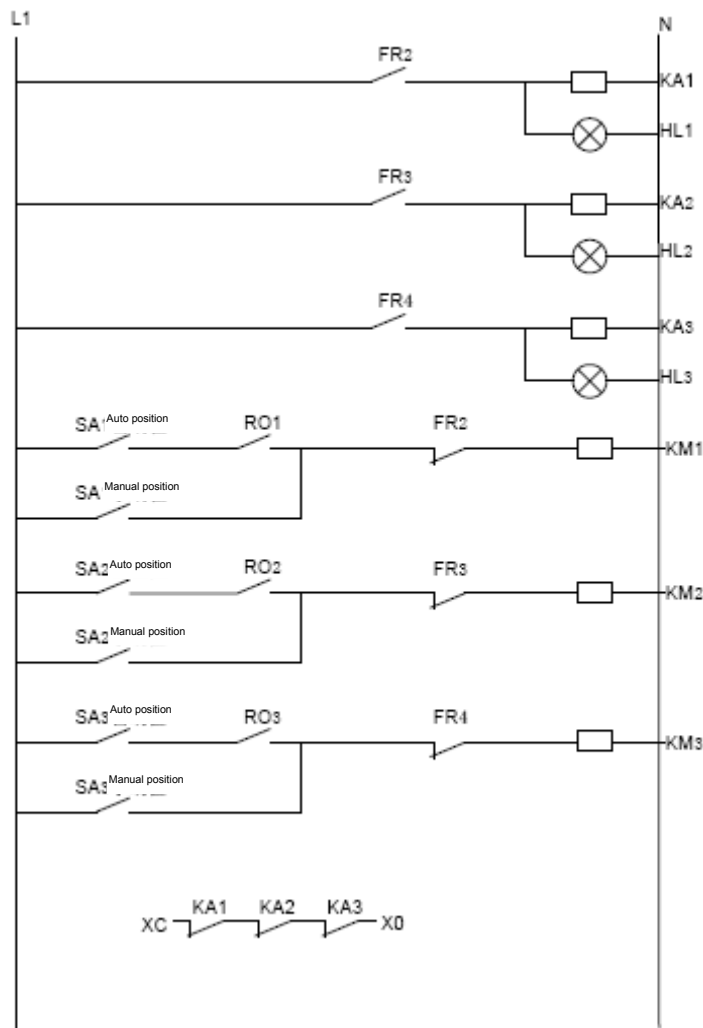 L1
N
FR2
KA1
HL1
FR3
KA2
HL2
FR4
KA3
HL3
SA1 Auto position RO1 FR2
KM1
SA Manual position
SA2 Auto position RO2 FR3
KM2
SA2 Manual position
SA3 Auto position RO3 FR4
KM3
SA3 Manual position
KA1 KA2 KA3
XC X0